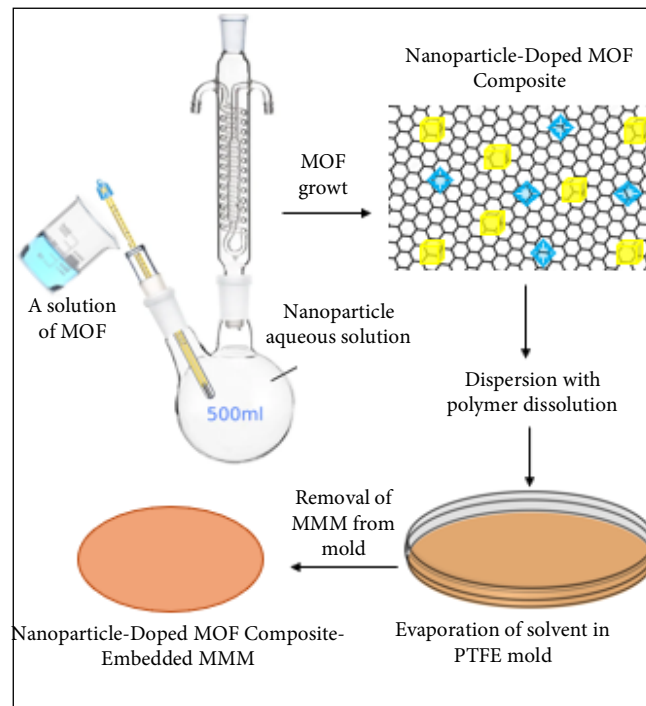 Nanoparticle-Doped MOF
Composite
MOF
growt
A solution
of MOF
Nanoparticle
aqueous solution
500ml
Dispersion with
polymer dissolution
Removal of
MMM from
mold
Nanoparticle-Doped MOF Composite-
Embedded MMM
Evaporation of solvent in
PTFE mold